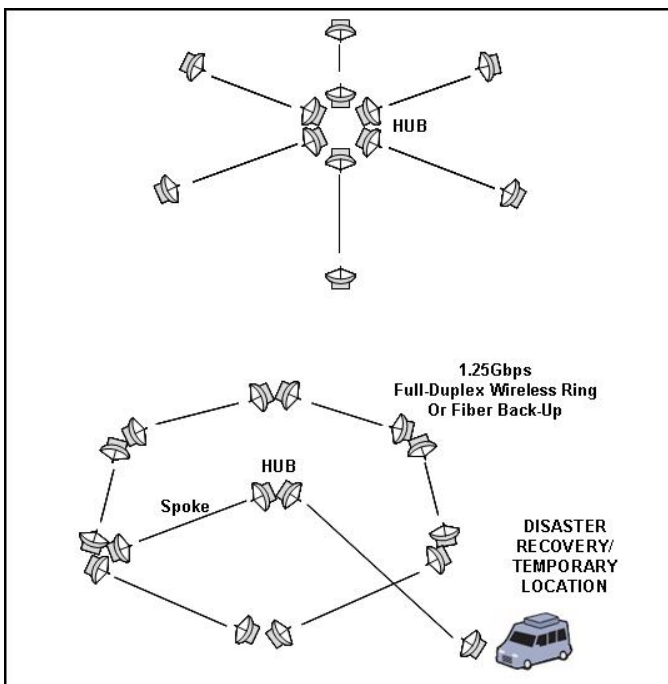 HUB
1.25Gbps
Full-Duplex Wireless Ring
Or Fiber Back-Up
HUB
Spoke
DISASTER
RECOVERY/
TEMPORARY
LOCATION